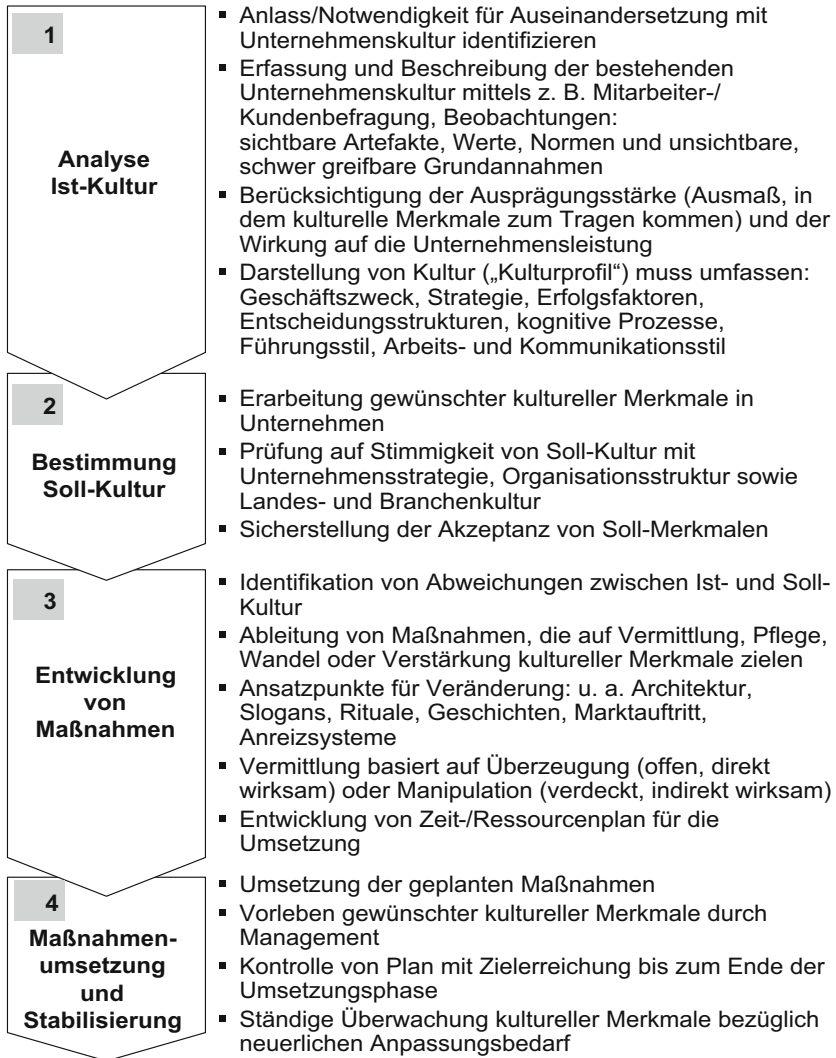 1
Analyse
Ist-Kultur
▪ Anlass/Notwendigkeit für Auseinandersetzung mit
Unternehmenskultur identifizieren
▪ Erfassung und Beschreibung der bestehenden
Unternehmenskultur mittels z. B. Mitarbeiter-/
Kundenbefragung, Beobachtungen:
sichtbare Artefakte, Werte, Normen und unsichtbare,
schwer greifbare Grundannahmen
▪ Berücksichtigung der Ausprägungsstärke (Ausmaß, in
dem kulturelle Merkmale zum Tragen kommen) und der
Wirkung auf die Unternehmensleistung
▪ Darstellung von Kultur („Kulturprofil“) muss umfassen:
Geschäftszweck, Strategie, Erfolgsfaktoren,
Entscheidungsstrukturen, kognitive Prozesse,
Führungsstil, Arbeits- und Kommunikationsstil
2
Bestimmung
Soll-Kultur
▪ Erarbeitung gewünschter kultureller Merkmale in
Unternehmen
▪ Prüfung auf Stimmigkeit von Soll-Kultur mit
Unternehmensstrategie, Organisationsstruktur sowie
Landes- und Branchenkultur
▪ Sicherstellung der Akzeptanz von Soll-Merkmalen
3
Entwicklung
von
Maßnahmen
▪ Identifikation von Abweichungen zwischen Ist- und Soll-
Kultur
▪ Ableitung von Maßnahmen, die auf Vermittlung, Pflege,
Wandel oder Verstärkung kultureller Merkmale zielen
▪ Ansatzpunkte für Veränderung: u. a. Architektur,
Slogans, Rituale, Geschichten, Marktauftritt,
Anreizsysteme
▪ Vermittlung basiert auf Überzeugung (offen, direkt
wirksam) oder Manipulation (verdeckt, indirekt wirksam)
▪ Entwicklung von Zeit-/Ressourcenplan für die
Umsetzung
4
Maßnahmen-
umsetzung
und
Stabilisierung
▪ Umsetzung der geplanten Maßnahmen
▪ Vorleben gewünschter kultureller Merkmale durch
Management
▪ Kontrolle von Plan mit Zielerreichung bis zum Ende der
Umsetzungsphase
▪ Ständige Überwachung kultureller Merkmale bezüglich
neuerlichen Anpassungsbedarf